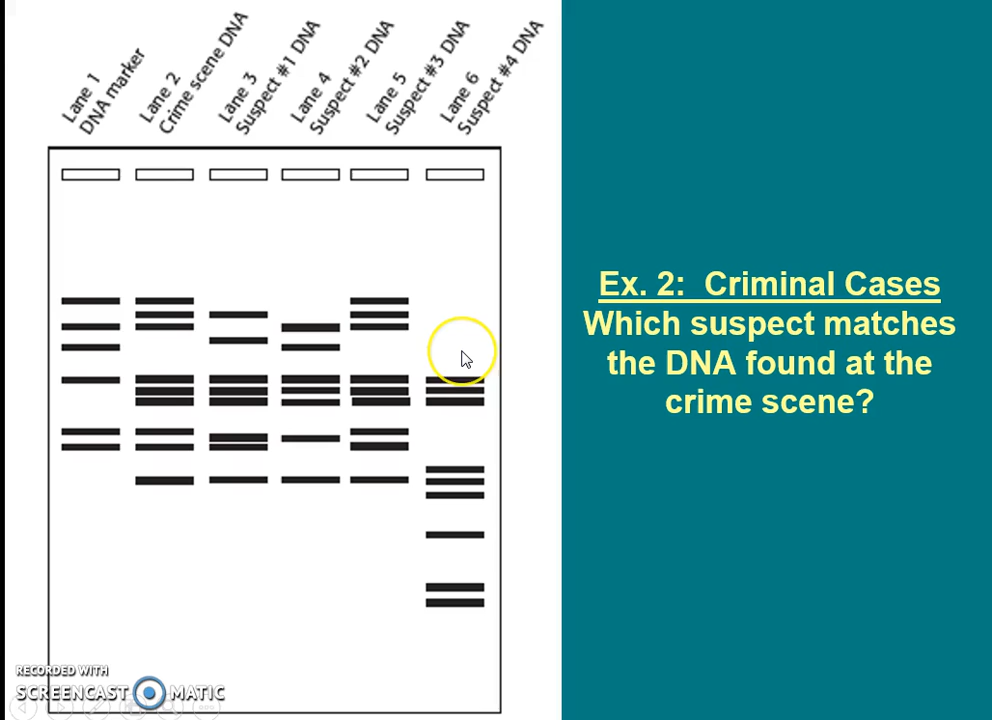 Lane 1
DNA marker
Lane 2
Crime scene DNA
Lane 3
Suspect #1 DNA
Lane 4
Suspect #2 DNA
Lane 5
Suspect #3 DNA
Lane 6
Suspect #4 DNA
Ex. 2:  Criminal Cases
Which suspect matches
the DNA found at the
crime scene?
RECORDED WITH
SCREENCAST MATIC